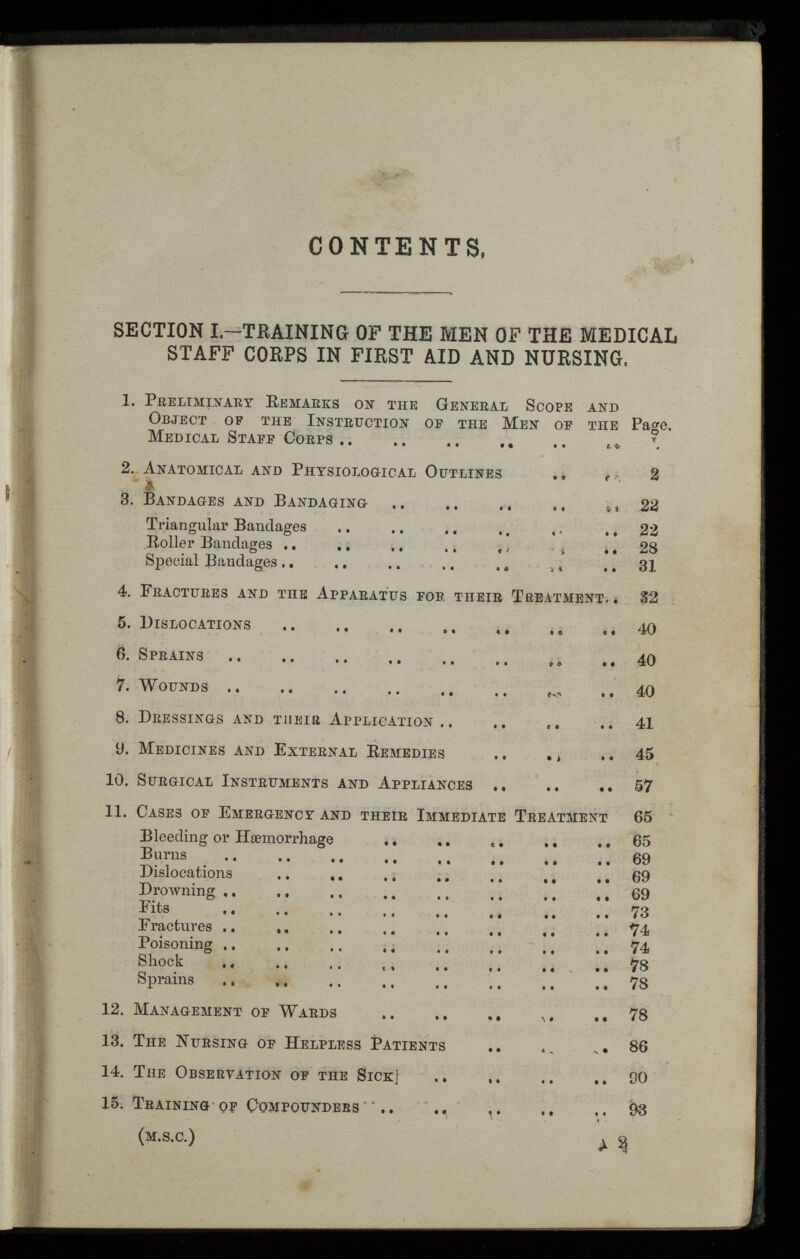 CONTENTS,
SECTION I.—TRAINING OF THE MEN OF THE MEDICAL
STAFF CORPS IN FIRST AID AND NURSING.
1. PRELIMINARY REMARKS ON THE GENERAL SCOPE AND
OBJECT OF THE INSTRUCTION OF THE MEN OF THE Page.
MEDICAL STAFF CORPS .. .. .. .. .. ..
2. ANATOMICAL AND PHYSIOLOGICAL OUTLINES .. .. 2
3. BANDAGES AND BANDAGING .. .. .. .. .. 22
Triangular Bandages .. .. .. .. .. .. 22
Roller Bandages .. .. .. .. .. .. .. 28
Special Bandages .. .. .. .. .. .. .. 31
4. FRACTURES AND THE APPARATUS FOR THEIR TREATMENT .. 32
5. DISLOCATIONS .. .. .. .. .. .. .. 40
6. SPRAINS .. .. .. .. .. .. .. .. 40
7. WOUNDS .. .. .. .. .. .. .. .. 40
8. DRESSINGS AND THEIR APPLICATION .. .. .. .. 41
9. MEDICINES AND EXTERNAL REMEDIES .. .. .. 45
10. SURGICAL INSTRUMENTS AND APPLIANCES .. .. .. 57
11. CASES OF EMERGENCY AND THEIR IMMEDIATE TREATMENT 65
Bleeding or Hæmorrhage .. .. .. .. .. 65
Burns .. .. .. .. .. .. .. .. 69
Dislocations .. .. .. .. .. .. .. 69
Drowning .. .. .. .. .. .. .. .. 69
Fits .. .. .. .. .. .. .. .. 73
Fractures .. .. .. .. .. .. .. .. 74
Poisoning .. .. .. .. .. .. .. .. 74
Shock .. .. .. .. .. .. .. .. 78
Sprains .. .. .. .. .. .. .. .. 78
12. MANAGEMENT OF WARDS .. .. .. .. .. 78
13. THE NURSING OF HELPLESS PATIENTS .. .. .. 86
14. THE OBSERVATION OF THE SICK .. .. .. .. 90
15. TRAINING OF COMPOUNDERS .. .. .. .. .. 93
(M.S.C.) A 2